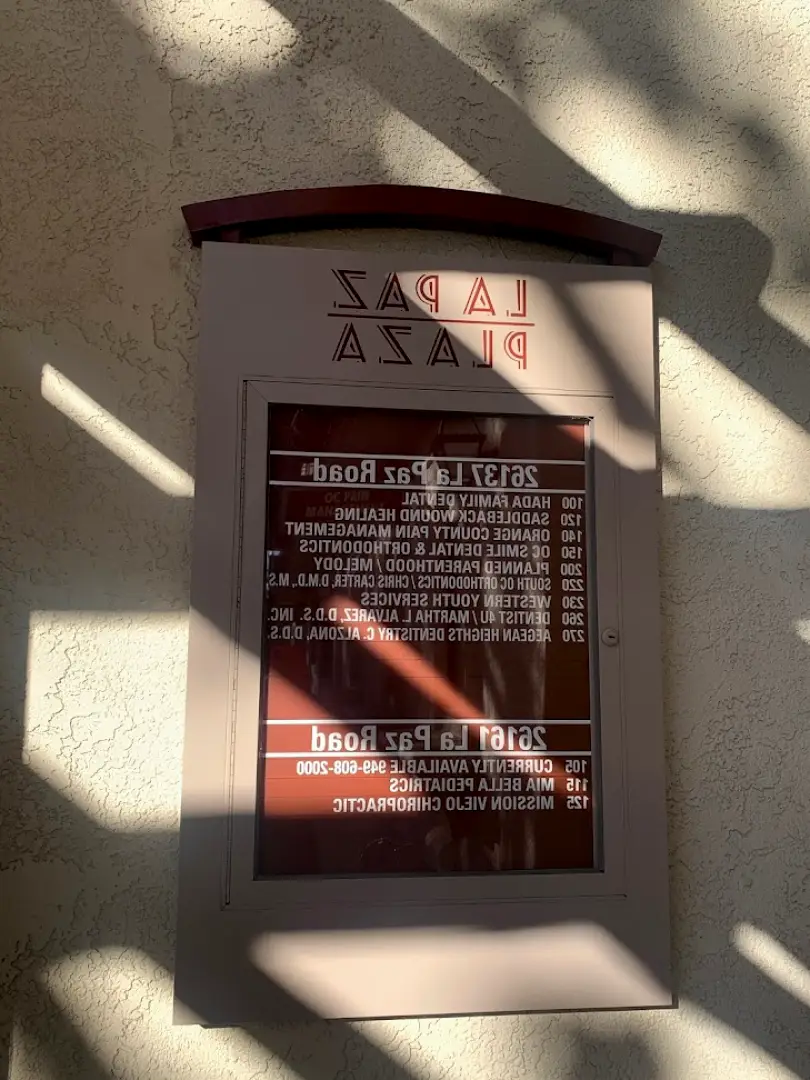 LA PAZ
PLAZA
26137 La Paz Road
100 HADA FAMILY DENTAL
120 SADDLEBACK WOUND HEALING
140 ORANGE COUNTY PAIN MANAGEMENT
150 OC SMILE DENTAL & ORTHODONTICS
200 PLANNED PARENTHOOD / MELODY
220 SOUTH OC ORTHODONTICS / CHRIS CARTER, D.M.D., M.S.
230 WESTERN YOUTH SERVICES
260 DENTIST 4U / MARTHA L. ALVAREZ, D.D.S. INC.
270 AEGEAN HEIGHTS DENTISTRY C. ALZONA, D.D.S.
26161 La Paz Road
105 CURRENTLY AVAILABLE 949-608-2000
115 MIA BELLA PEDIATRICS
125 MISSION VIEJO CHIROPRACTIC